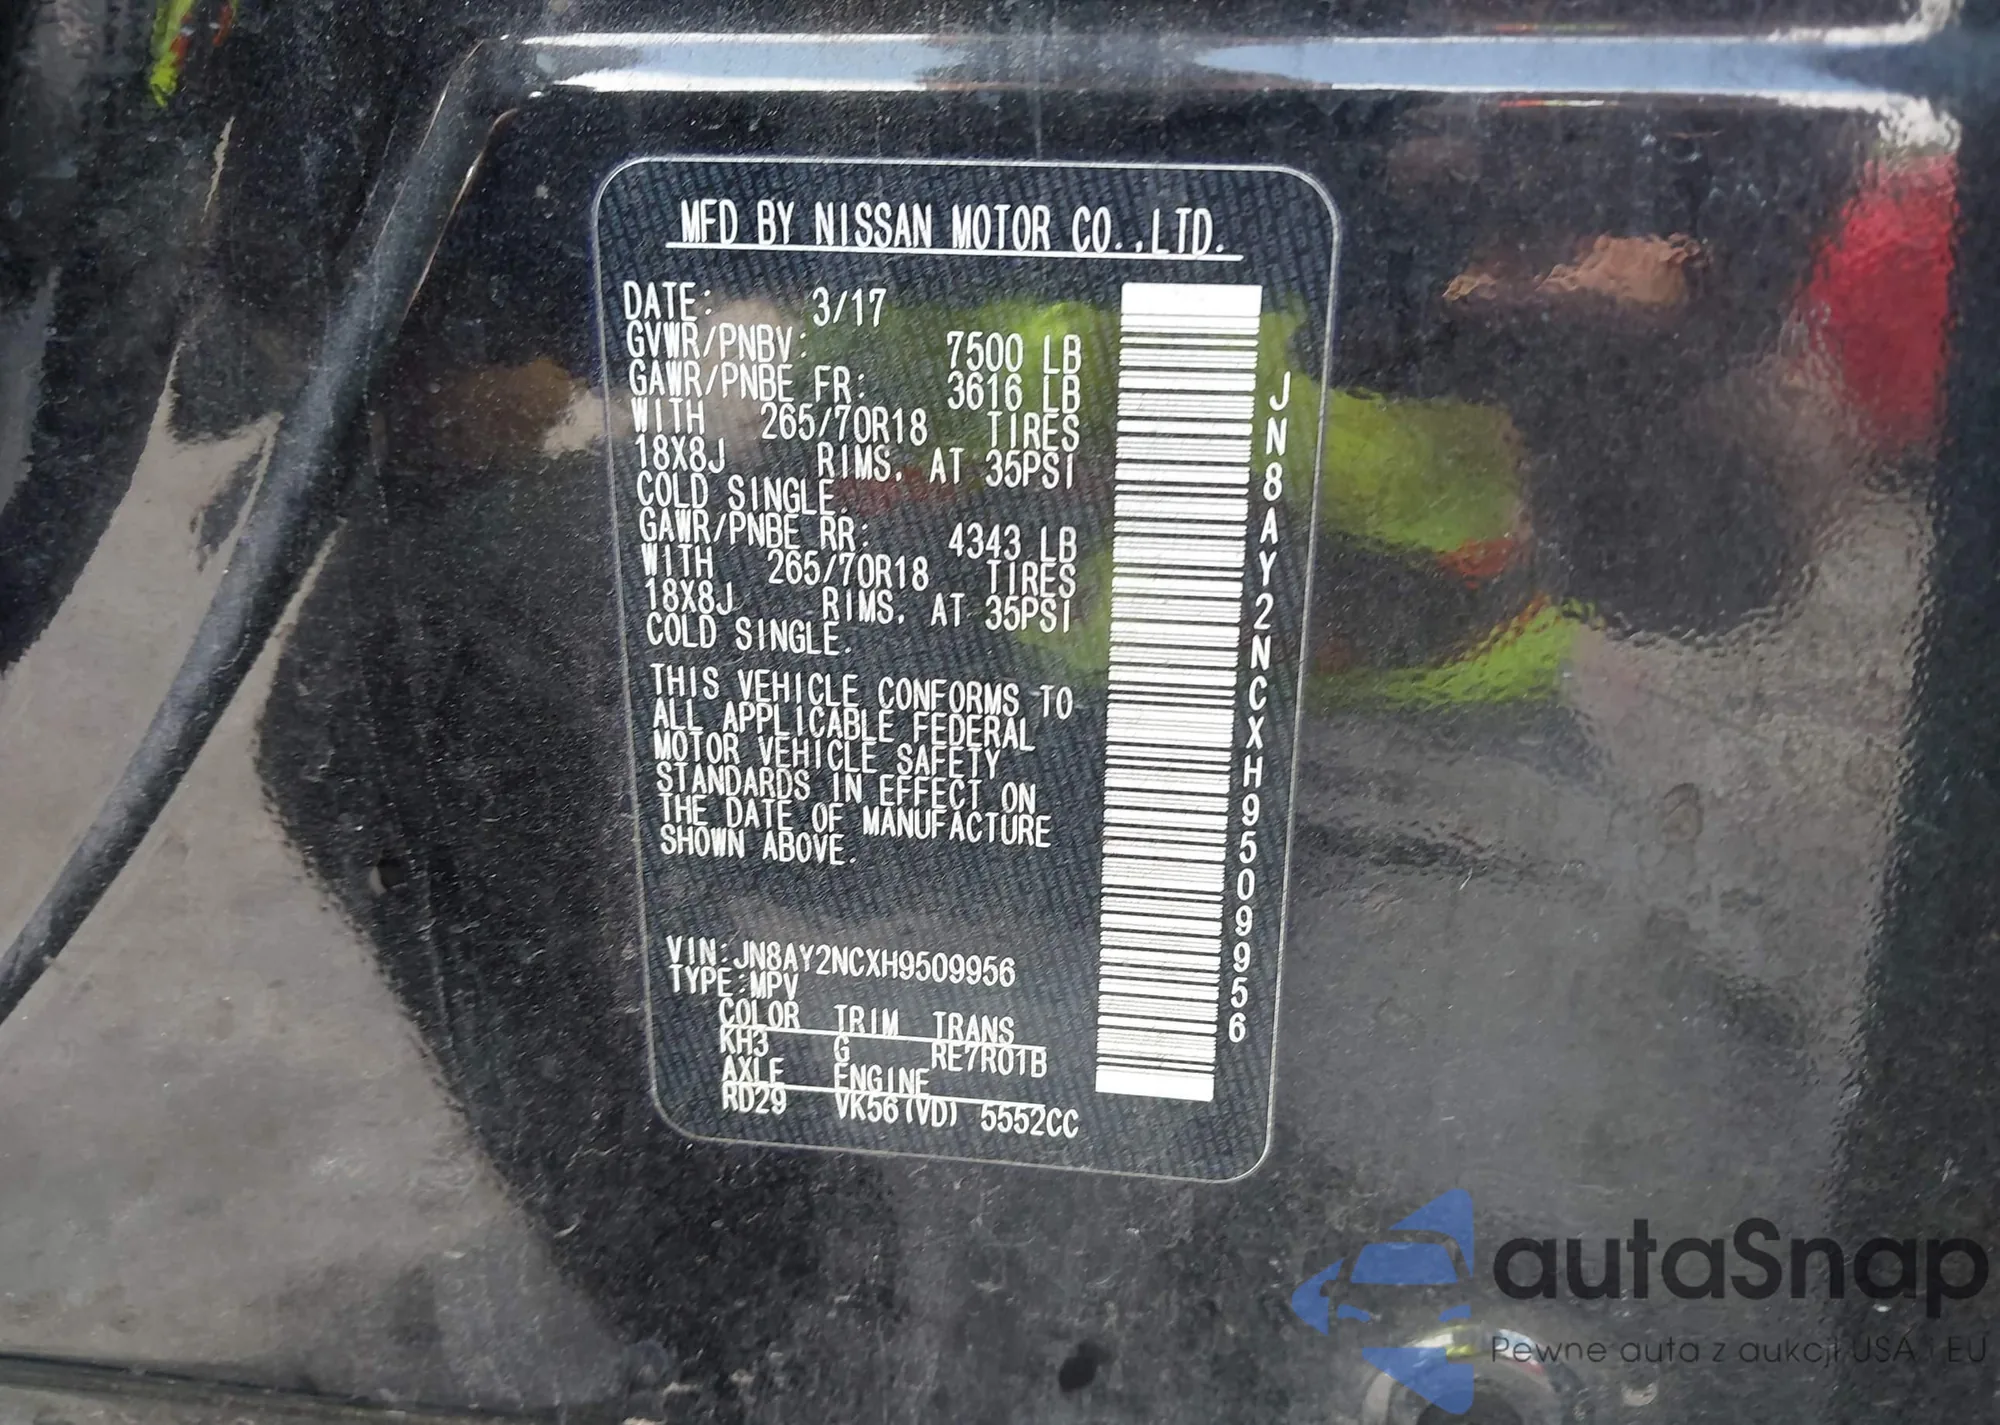 MFD BY NISSAN MOTOR CO.,LTD.
DATE: 3/17
GVWR/PNBV: 7500 LB
GAWR/PNBE FR: 3616 LB
WITH 265/70R18 TIRES
18X8J RIMS, AT 35PSI
COLD SINGLE.
GAWR/PNBE RR: 4343 LB
WITH 265/70R18 TIRES
18X8J RIMS, AT 35PSI
COLD SINGLE.
THIS VEHICLE CONFORMS TO
ALL APPLICABLE FEDERAL
MOTOR VEHICLE SAFETY
STANDARDS IN EFFECT ON
THE DATE OF MANUFACTURE
SHOWN ABOVE.
VIN:JN8AY2NCXH9509956
TYPE:MPV
COLOR TRIM TRANS
KH3 G RE7R01B
AXLE ENGINE
RD29 VK56(VD) 5552CC
JN8AY2NCXH9509956
autaSnap
Pewne auta z aukcji USA i EU